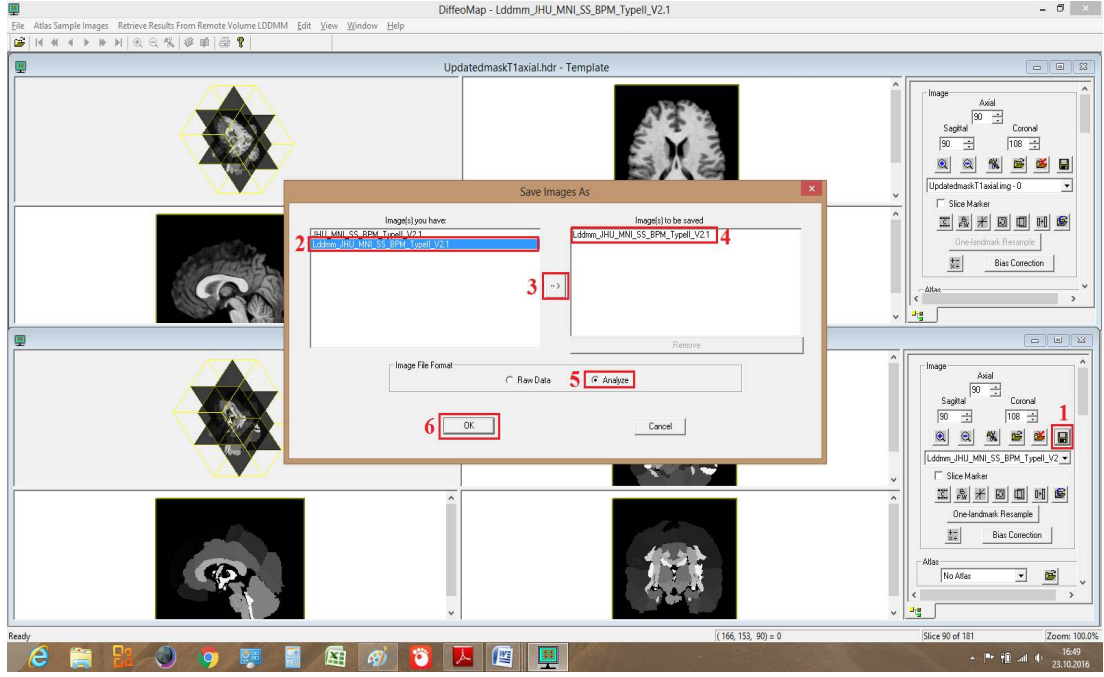 DiffeoMap - Lddmm_JHU_MNI_SS_BPM_TypeII_V2.1
File Atlas Sample Images Retrieve Results From Remote Volume LDDMM Edit View Window Help
UpdatedmaskT1axial.hdr - Template
Image
Axial
90
Sagittal Coronal
90 108
UpdatedmaskT1axial.img - 0
Slice Marker
One-landmark Resample
Bias Correction
Atlas
Save Images As
Image(s) you have:
JHU_MNI_SS_BPM_TypeII_V2.1
2 Lddmm_JHU_MNI_SS_BPM_TypeII_V2.1
Image(s) to be saved
Lddmm_JHU_MNI_SS_BPM_TypeII_V2.1 4
3 -->
Remove
Image File Format
Raw Data 5 Analyze
6 OK Cancel
Image
Axial
90
Sagittal Coronal
90 108 1
Lddmm_JHU_MNI_SS_BPM_TypeII_V2
Slice Marker
One-landmark Resample
Bias Correction
Atlas
No Atlas
Ready (166, 153, 90) = 0 Slice 90 of 181 Zoom: 100.0%
16:49
23.10.2016